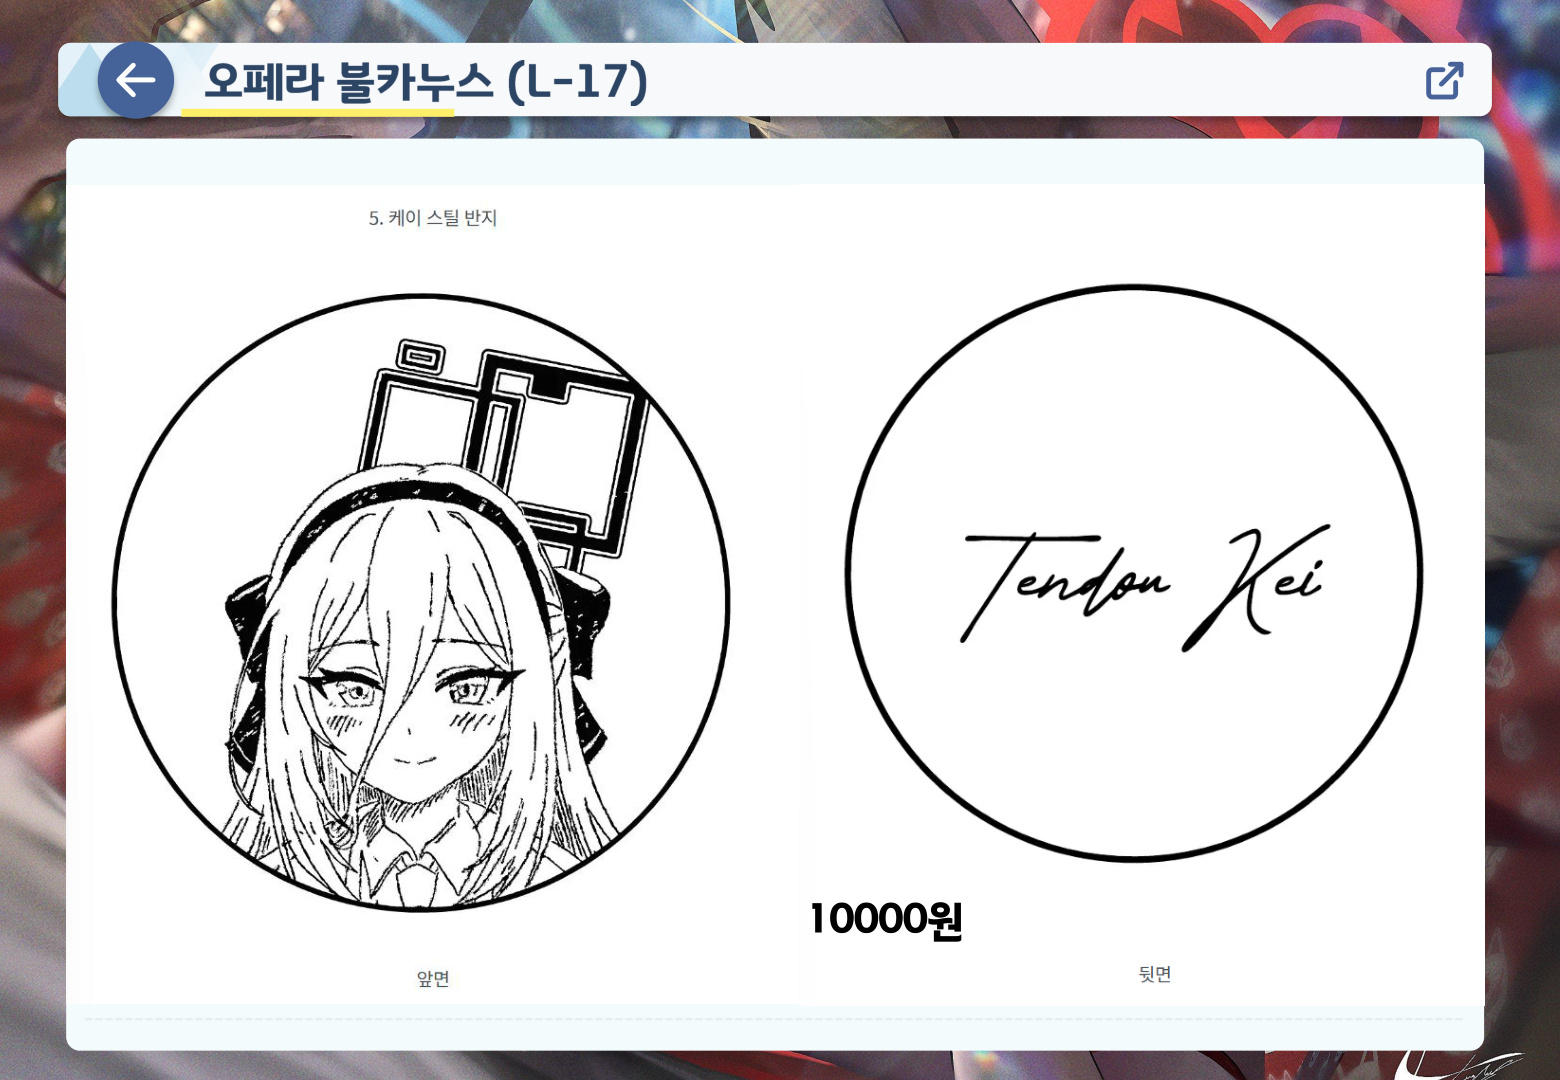 오페라 불카누스 (L-17)
5. 케이 스틸 반지
Tendou Kei
10000원
앞면
뒷면